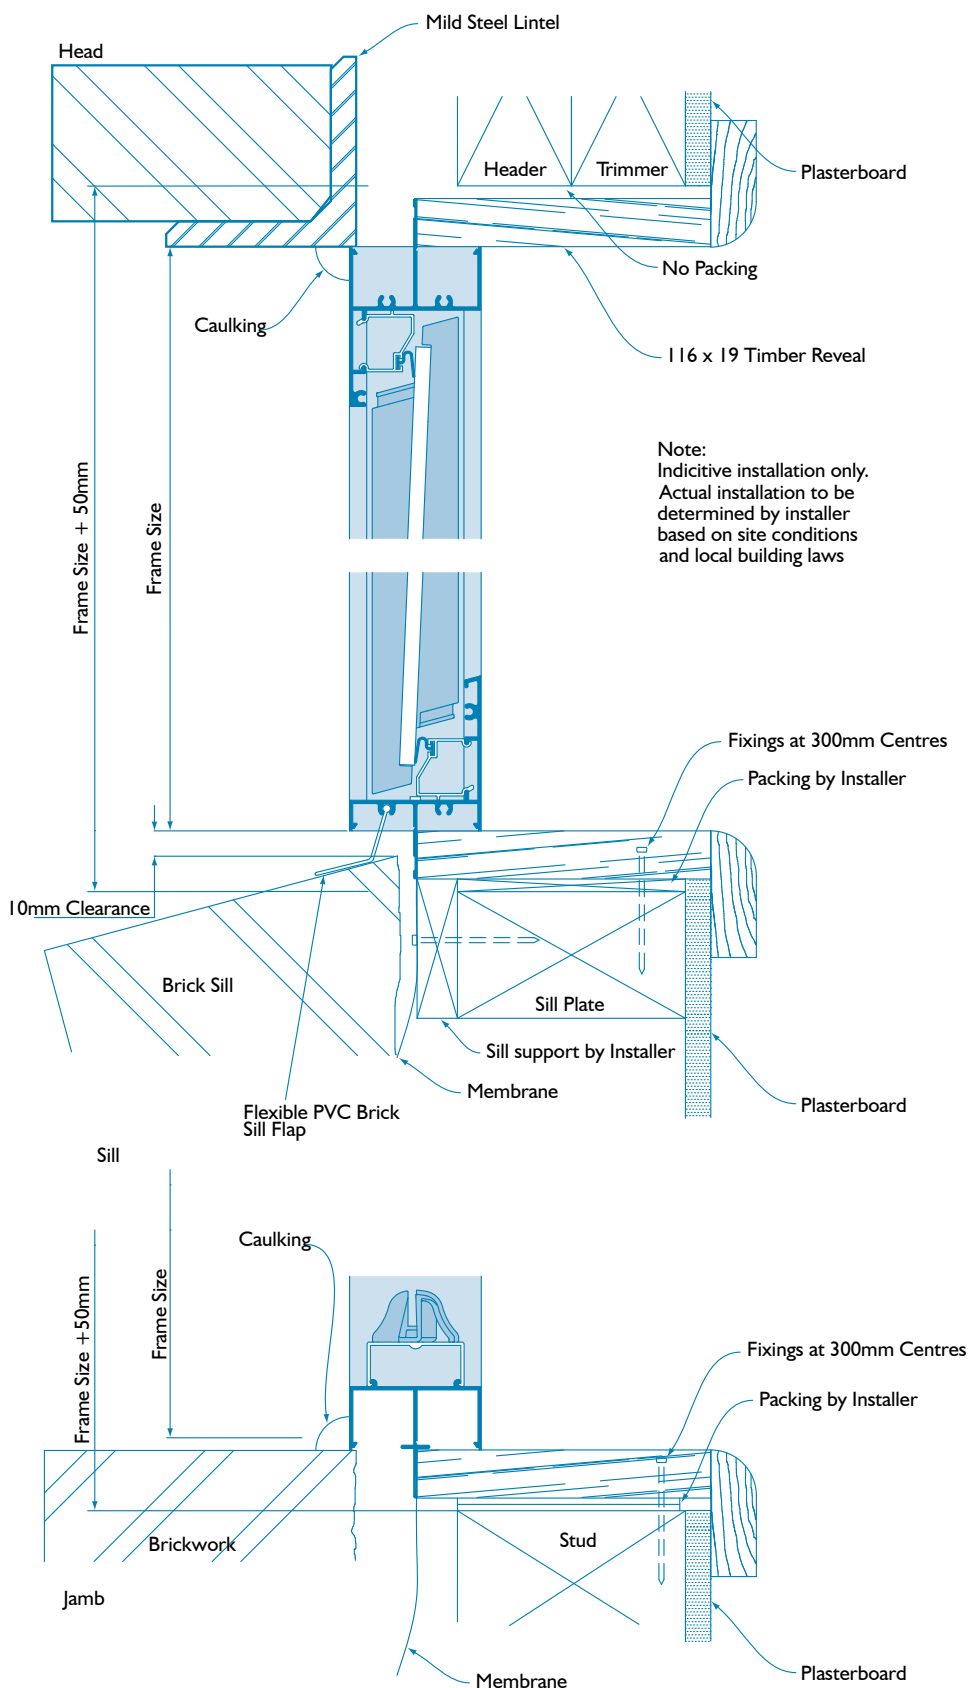 Mild Steel Lintel
Head
Header
Trimmer
Plasterboard
No Packing
Caulking
116 x 19 Timber Reveal
Note:
Indicitive installation only.
Actual installation to be
determined by installer
based on site conditions
and local building laws
Frame Size + 50mm
Frame Size
Fixings at 300mm Centres
Packing by Installer
10mm Clearance
Brick Sill
Sill Plate
Sill support by Installer
Membrane
Flexible PVC Brick
Sill Flap
Plasterboard
Sill
Caulking
Frame Size +50mm
Frame Size
Fixings at 300mm Centres
Packing by Installer
Brickwork
Stud
Jamb
Membrane
Plasterboard